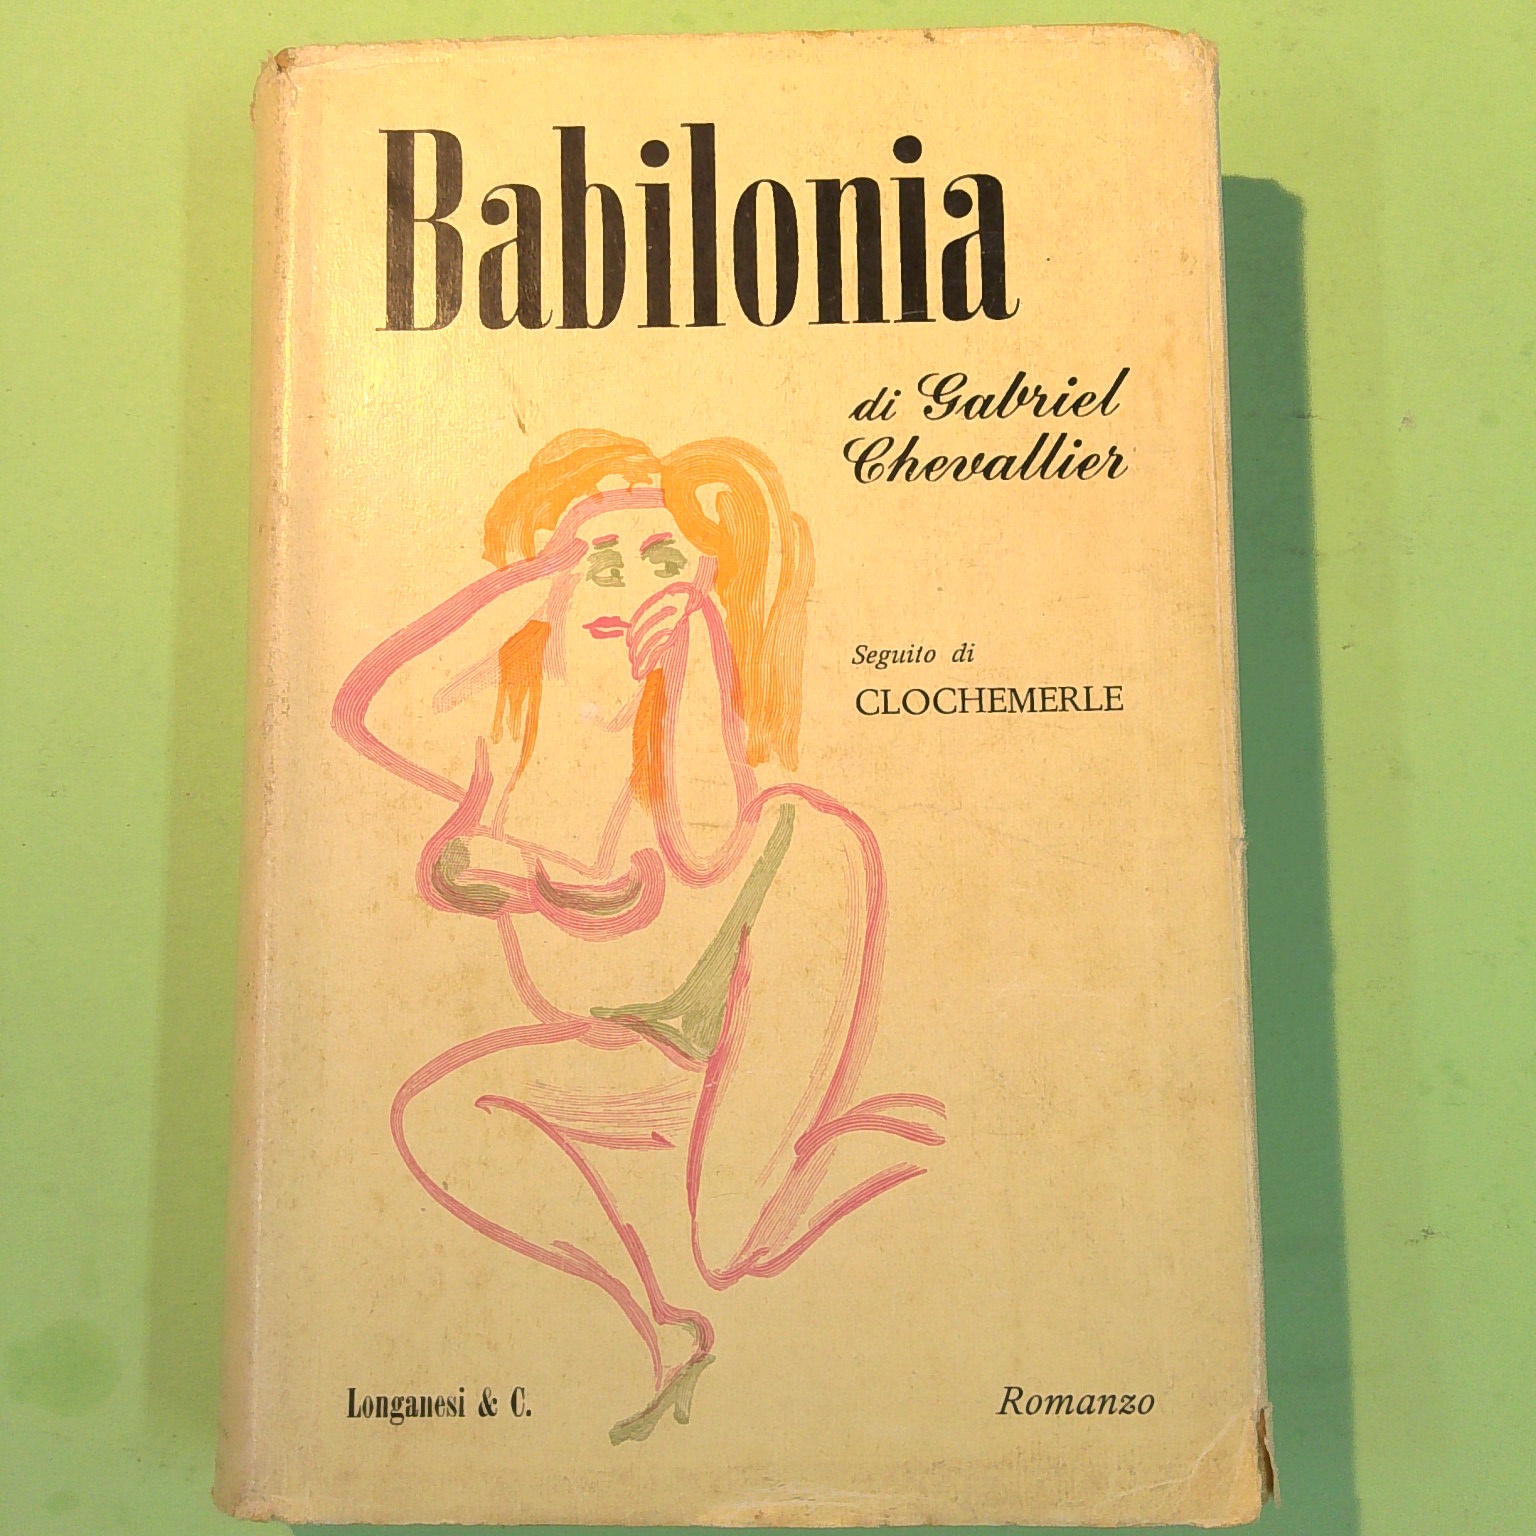 Babilonia
di Gabriel
Chevallier
Seguito di
CLOCHEMERLE
Longanesi & C.
Romanzo